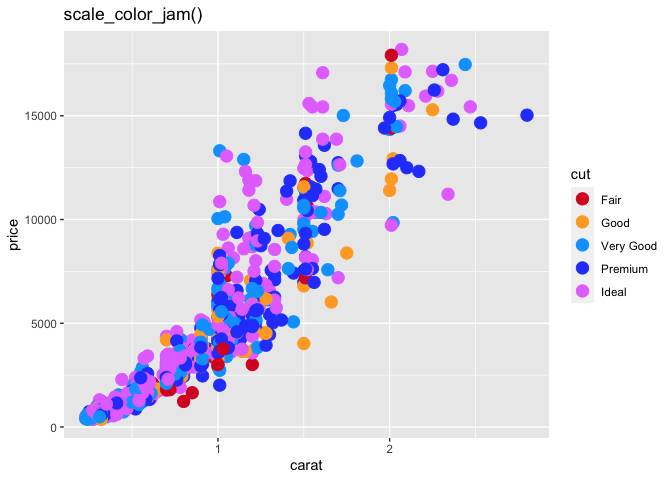 scale_color_jam()
15000
10000
5000
0
price
1
2
carat
cut
Fair
Good
Very Good
Premium
Ideal